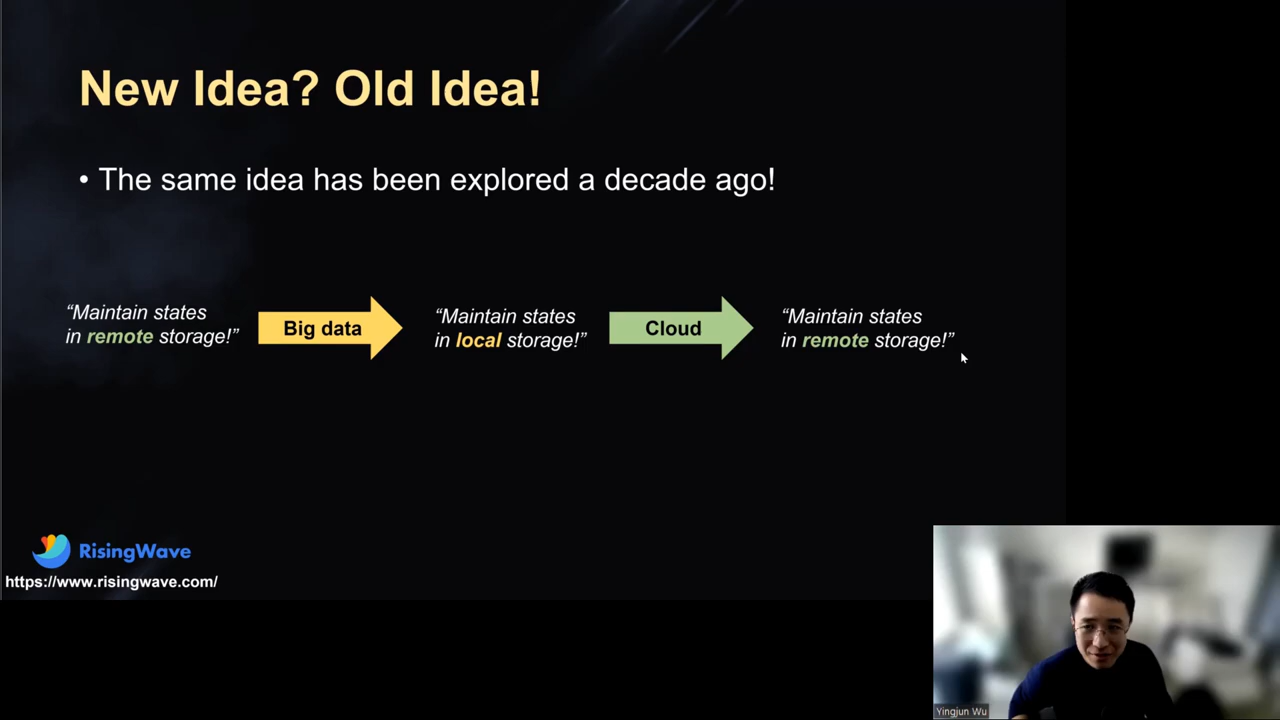 New Idea? Old Idea!
• The same idea has been explored a decade ago!
“Maintain states
in remote storage!”
Big data
“Maintain states
in local storage!”
Cloud
“Maintain states
in remote storage!”
RisingWave
https://www.risingwave.com/
Yingjun Wu